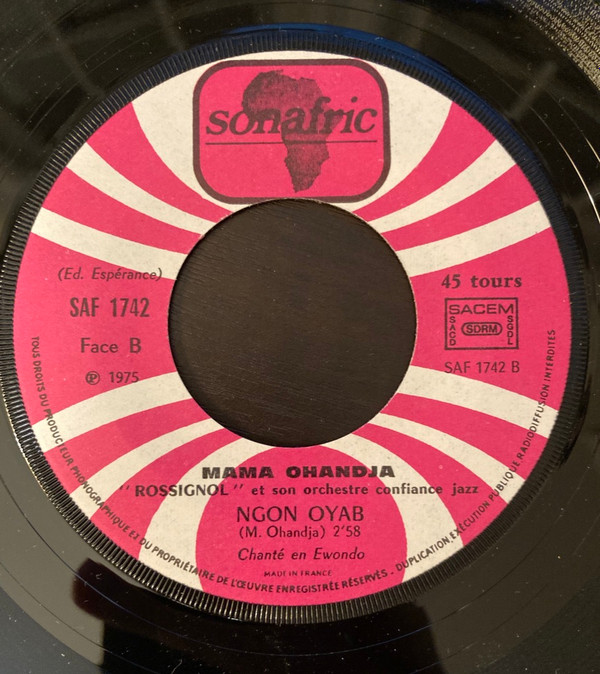 sonafric
(Ed. Espérance)
SAF 1742
Face B
℗ 1975
45 tours
SACEM
SACD
SDRM
SGDL
SAF 1742 B
MAMA OHANDJA
"ROSSIGNOL" et son orchestre confiance jazz
NGON OYAB
(M. Ohandja) 2'58
Chanté en Ewondo
MADE IN FRANCE
TOUS DROITS DU PRODUCTEUR PHONOGRAPHIQUE ET DU PROPRIÉTAIRE DE L'ŒUVRE ENREGISTRÉE RÉSERVÉS - DUPLICATION EXÉCUTION PUBLIQUE RADIODIFFUSION INTERDITES